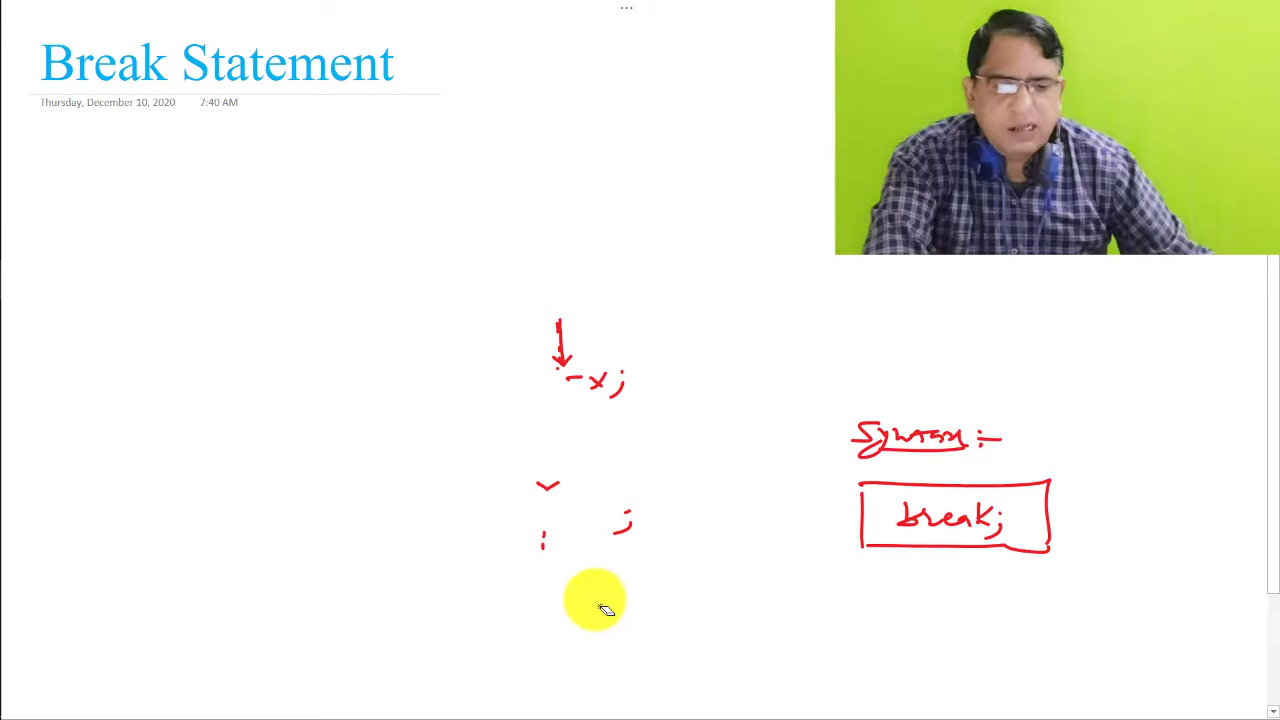 Break Statement
Thursday, December 10, 2020 7:40 AM
-x;
Syntax :-
break;
;